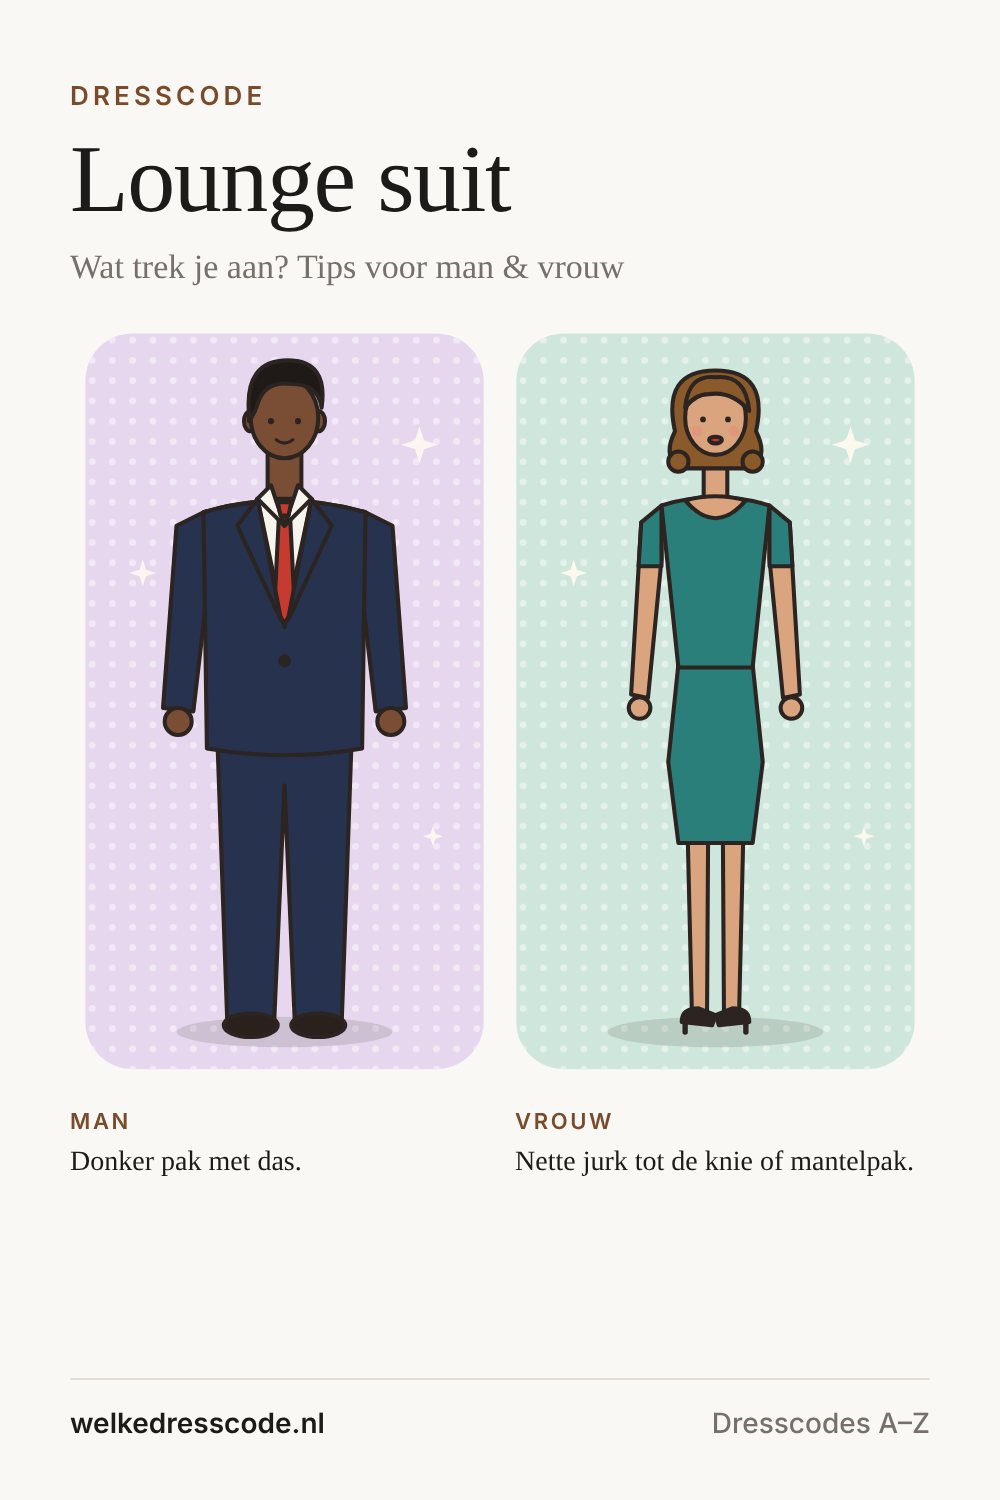 DRESSCODE
Lounge suit
Wat trek je aan? Tips voor man & vrouw
MAN
Donker pak met das.
VROUW
Nette jurk tot de knie of mantelpak.
welkedresscode.nl
Dresscodes A–Z